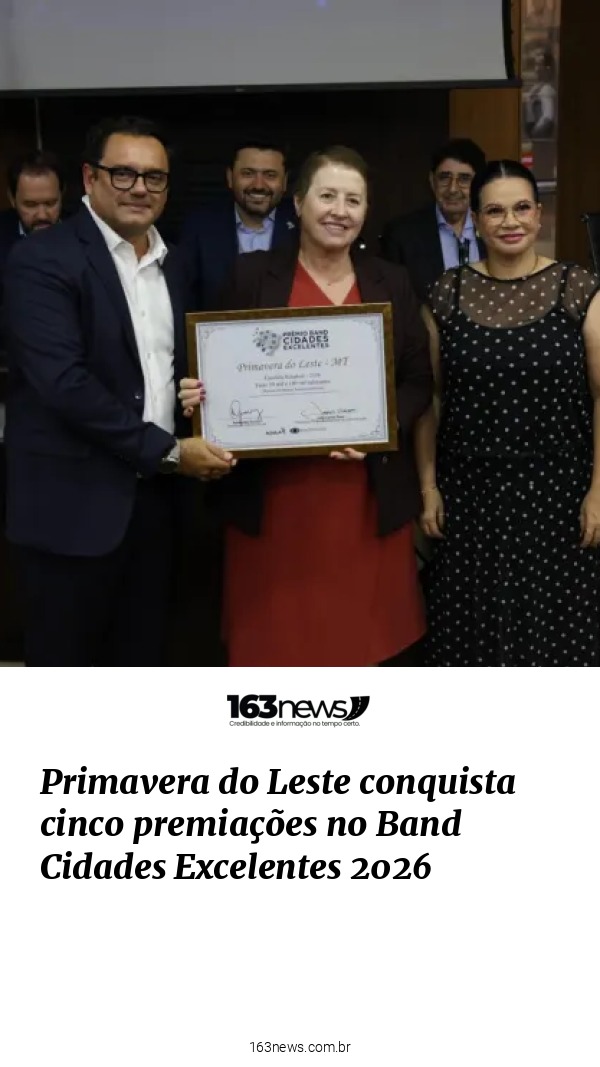 PRÊMIO BAND
CIDADES
EXCELENTES
Primavera do Leste - MT
163news
Credibilidade e informação no tempo certo.
Primavera do Leste conquista
cinco premiações no Band
Cidades Excelentes 2026
163news.com.br